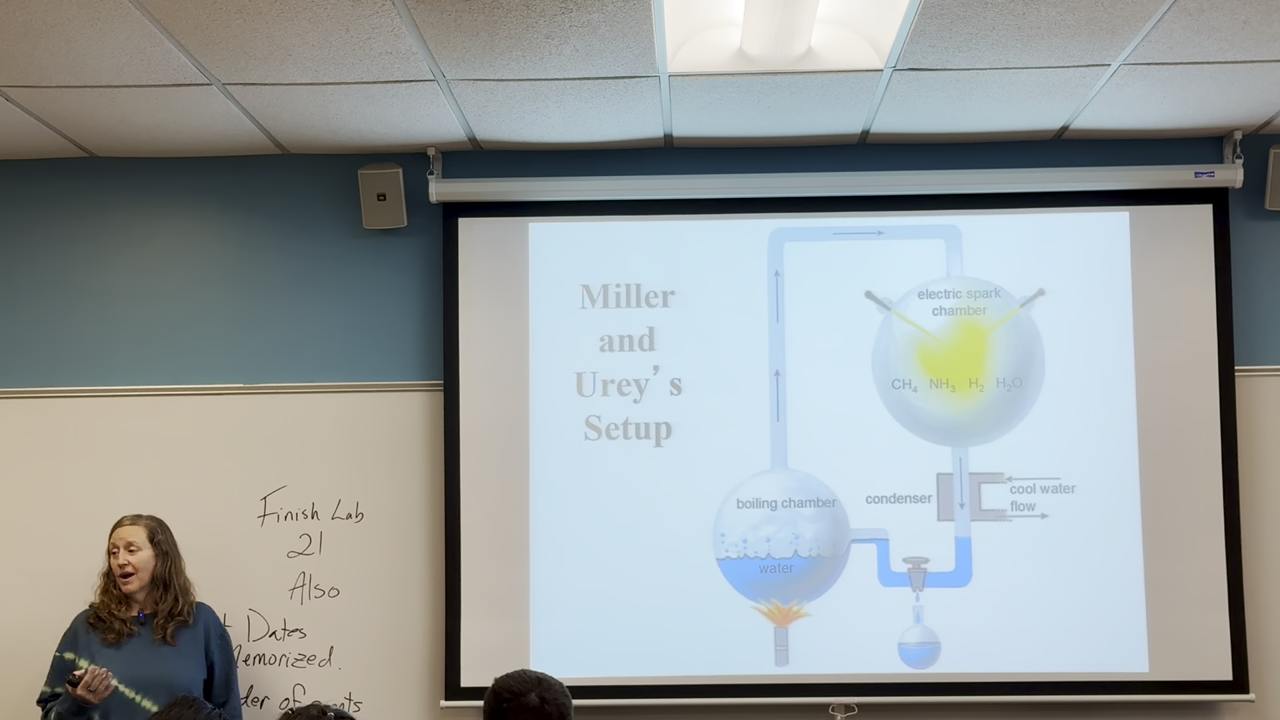 Miller
and
Urey's
Setup
electric spark
chamber
CH4 NH3 H2 H2O
boiling chamber
water
condenser
cool water
flow
Finish Lab
21
Also
Dates
Memorized.
of